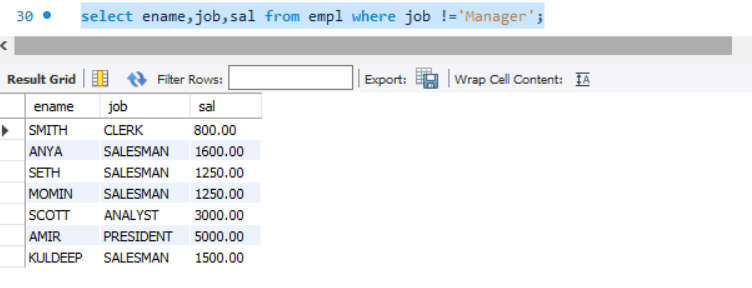 30 select ename,job,sal from empl where job !='Manager';
Result Grid Filter Rows: Export: Wrap Cell Content: IA
ename job sal
SMITH CLERK 800.00
ANYA SALESMAN 1600.00
SETH SALESMAN 1250.00
MOMIN SALESMAN 1250.00
SCOTT ANALYST 3000.00
AMIR PRESIDENT 5000.00
KULDEEP SALESMAN 1500.00